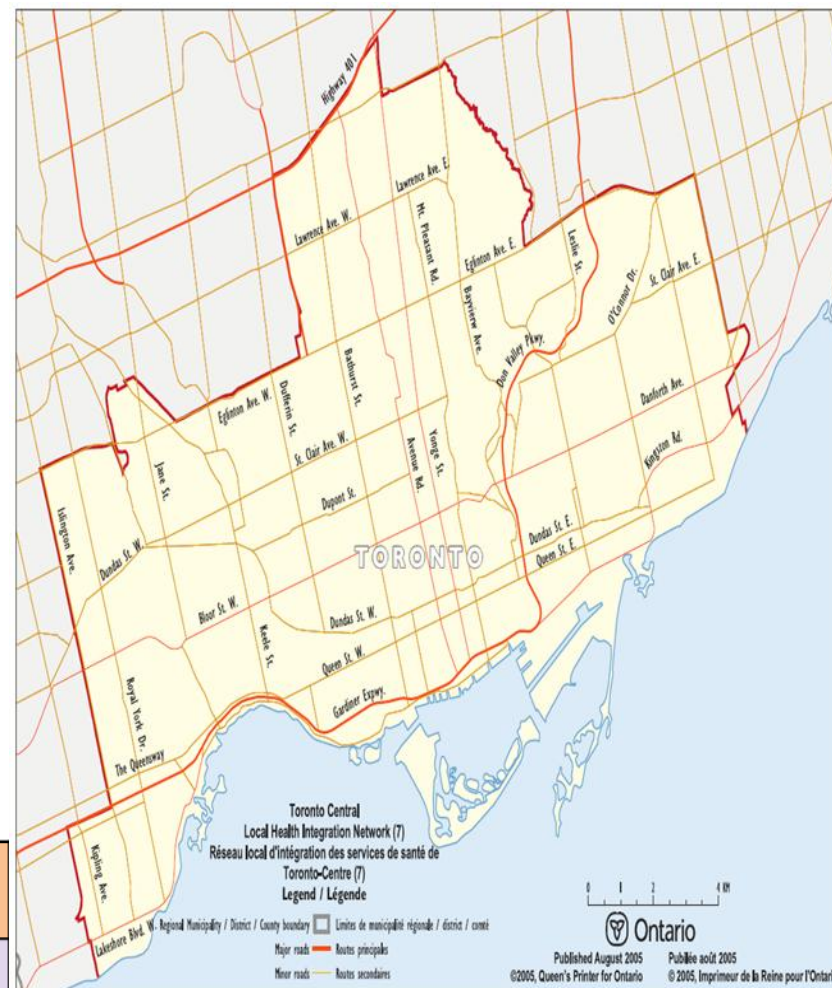 Highway 401
Lawrence Ave. E.
Lawrence Ave. W.
Mt. Pleasant Rd.
Eglinton Ave. E.
Leslie St.
O'Connor Dr.
St. Clair Ave. E.
Bayview Ave.
Don Valley Pkwy.
Bathurst St.
Dufferin St.
Eglinton Ave. W.
Danforth Ave.
Kingston Rd.
St. Clair Ave. W.
Avenue Rd.
Yonge St.
Jane St.
Dupont St.
Islington Ave.
Dundas St. W.
TORONTO
Dundas St. E.
Queen St. E.
Bloor St. W.
Dundas St. W.
Keele St.
Queen St. W.
Gardiner Expwy.
Royal York Dr.
The Queensway
Kipling Ave.
Lakeshore Blvd. W.
Toronto Central
Local Health Integration Network (7)
Réseau local d'intégration des services de santé de
Toronto-Centre (7)
Legend / Légende
Regional Municipality / District / County boundary Limites de municipalité régionale / district / comté
Major roads Routes principales
Minor roads Routes secondaires
0 1 2 4 KM
Ontario
Published August 2005 Publiée août 2005
©2005, Queen's Printer for Ontario © 2005, Imprimeur de la Reine pour l'Ontario